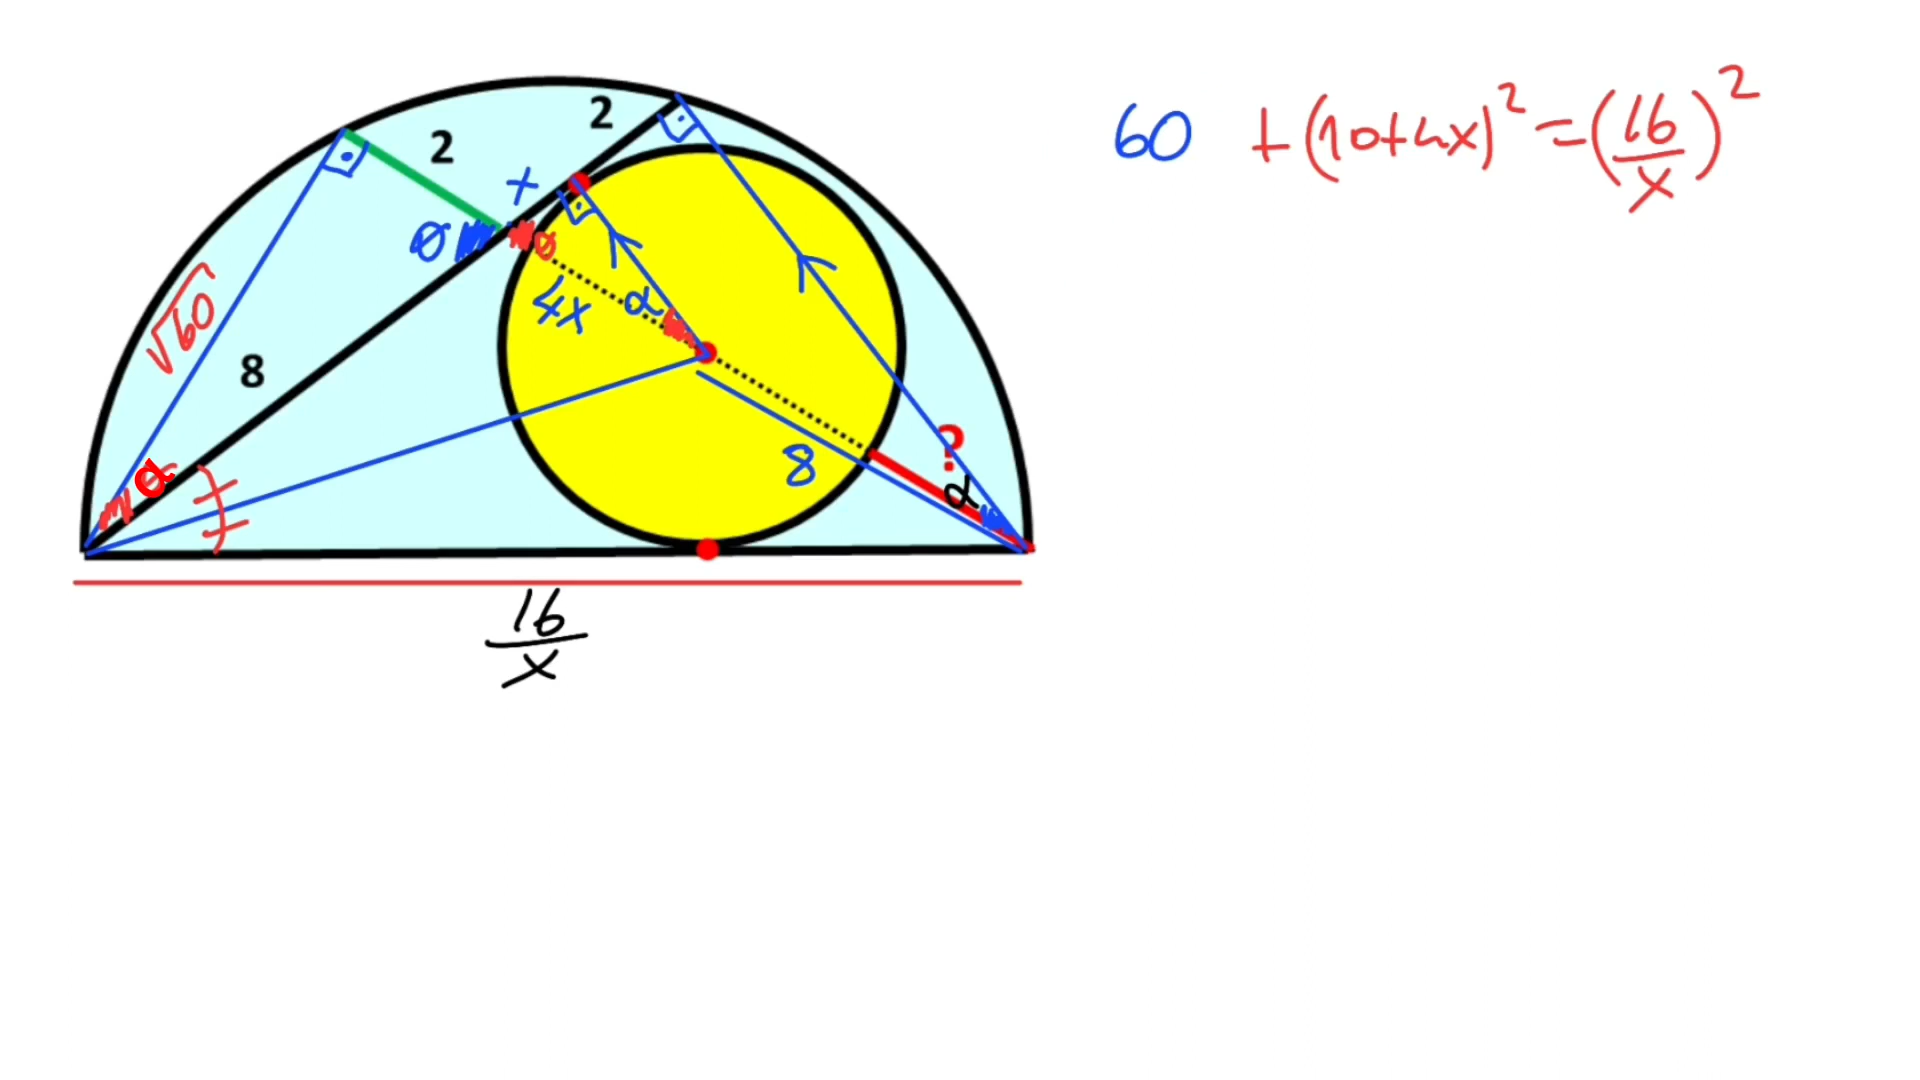 60 + (10+4x)² = (16/x)²
2
2
x
θ
θ
√60
4x
α
8
?
8
α
α
16/x